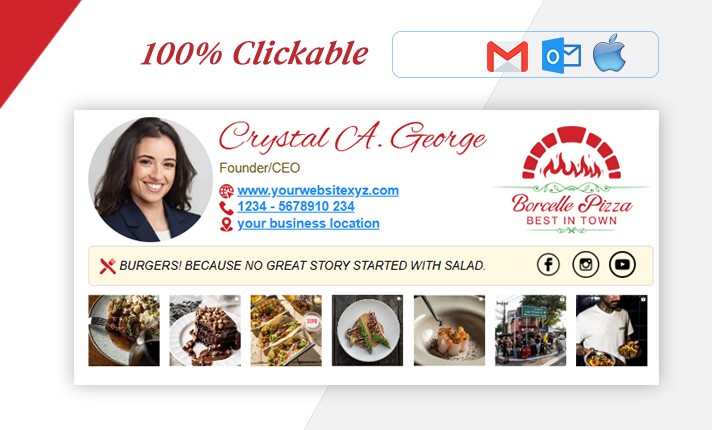 100% Clickable
Crystal A. George
Founder/CEO
www.yourwebsitexyz.com
1234 - 5678910 234
your business location
Borcelle Pizza
BEST IN TOWN
BURGERS! BECAUSE NO GREAT STORY STARTED WITH SALAD.